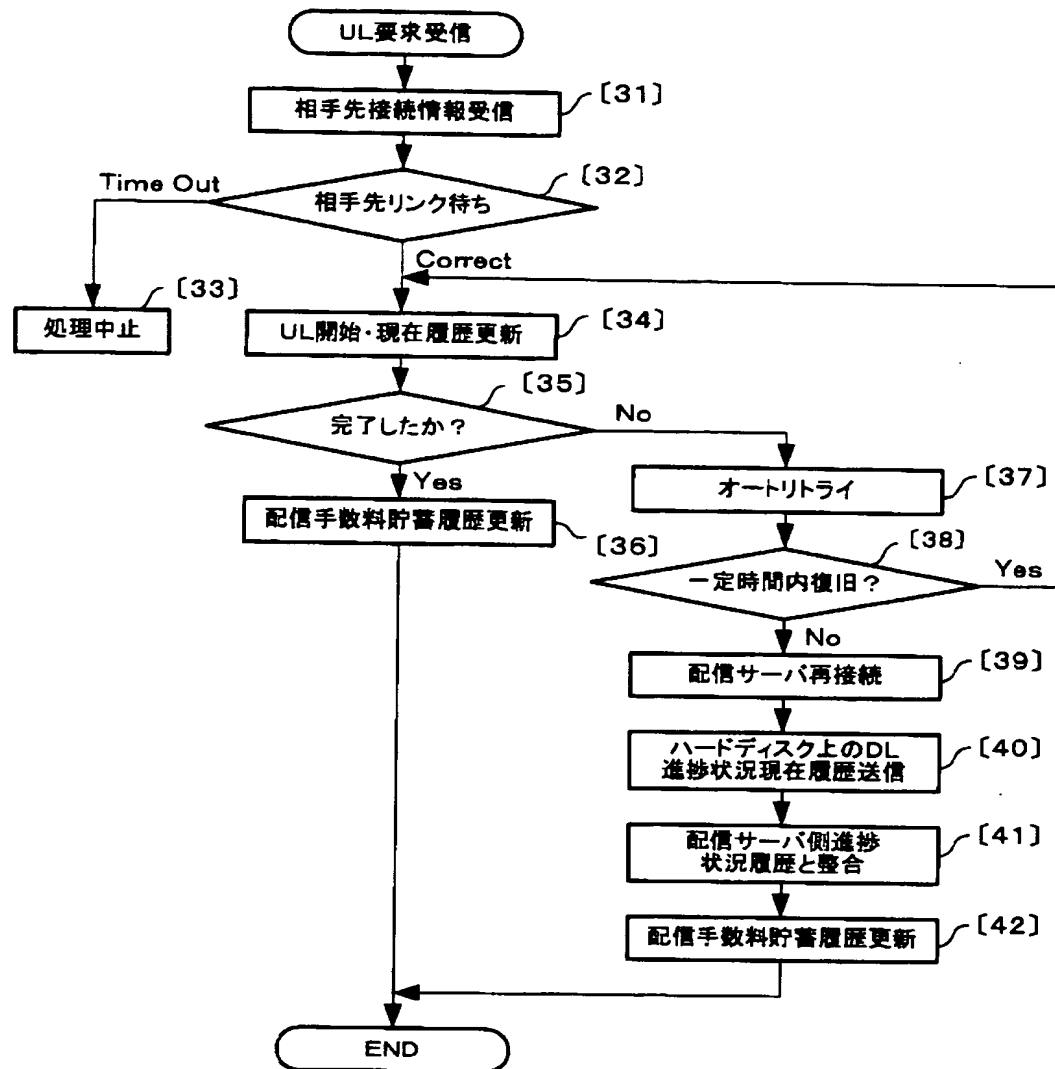 UL要求受信
相手先接続情報受信
〔31〕
相手先リンク待ち
〔32〕
Time Out
Correct
処理中止
〔33〕
UL開始・現在履歴更新
〔34〕
完了したか？
〔35〕
No
Yes
配信手数料貯蓄履歴更新
〔36〕
オートリトライ
〔37〕
一定時間内復旧？
〔38〕
Yes
No
配信サーバ再接続
〔39〕
ハードディスク上のDL
進捗状況現在履歴送信
〔40〕
配信サーバ側進捗
状況履歴と整合
〔41〕
配信手数料貯蓄履歴更新
〔42〕
END